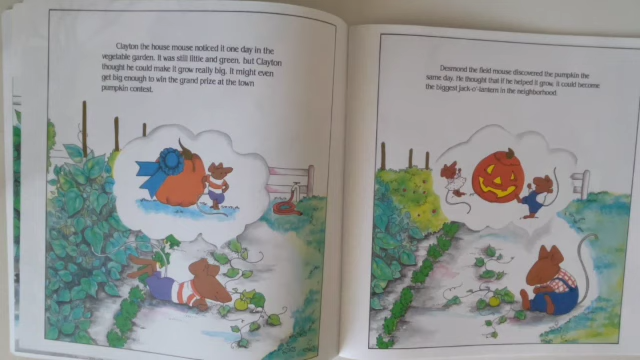 Clayton the house mouse noticed it one day in the
vegetable garden. It was still little and green, but Clayton
thought he could make it grow really big. It might even
get big enough to win the grand prize at the town
pumpkin contest.
Desmond the field mouse discovered the pumpkin the
same day. He thought that if he helped it grow, it could become
the biggest jack-o'-lantern in the neighborhood.